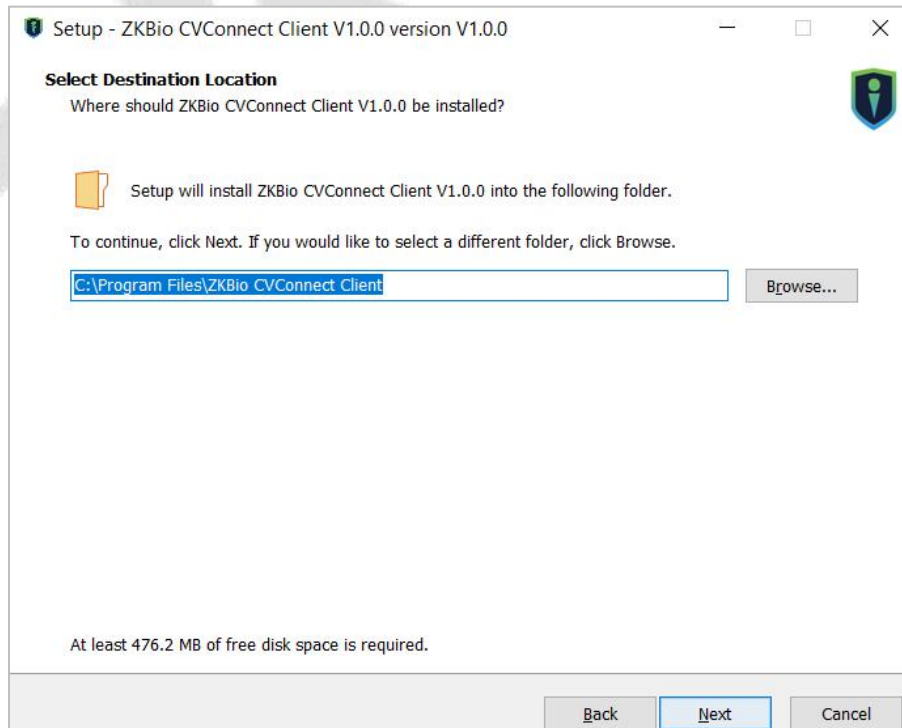 Setup - ZKBio CVConnect Client V1.0.0 version V1.0.0
Select Destination Location
Where should ZKBio CVConnect Client V1.0.0 be installed?
Setup will install ZKBio CVConnect Client V1.0.0 into the following folder.
To continue, click Next. If you would like to select a different folder, click Browse.
C:\Program Files\ZKBio CVConnect Client
Browse...
At least 476.2 MB of free disk space is required.
Back
Next
Cancel